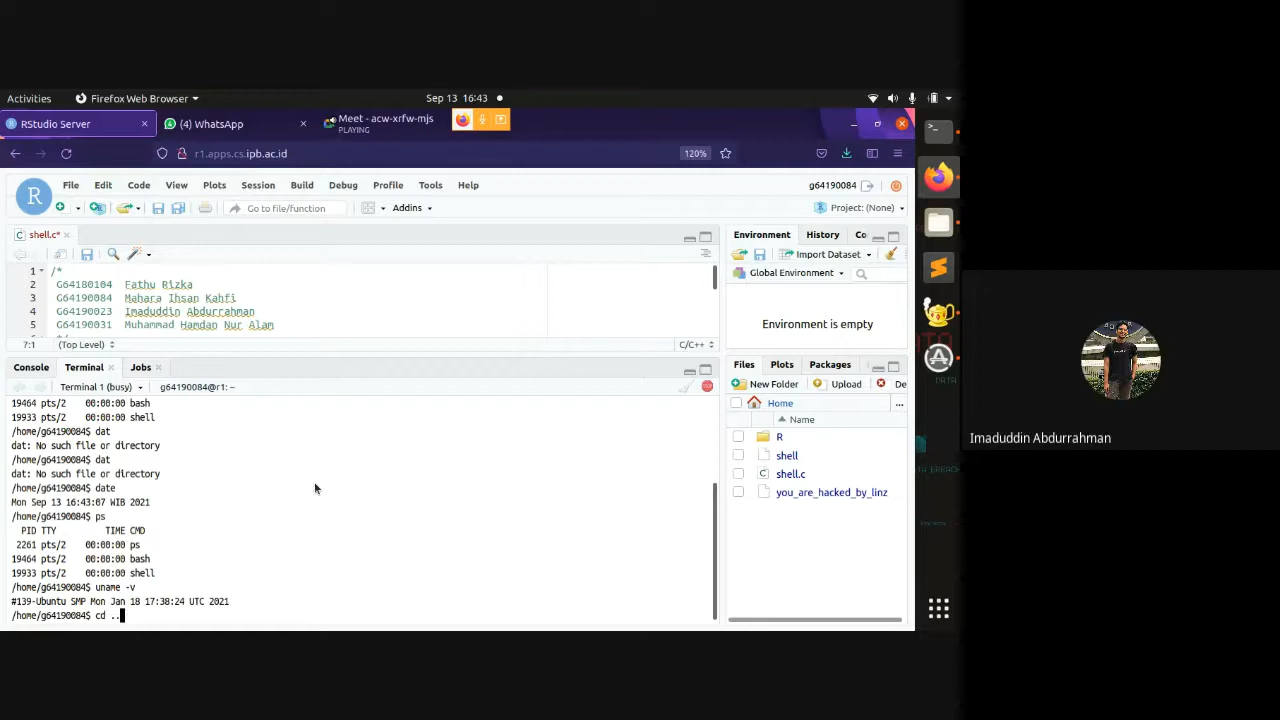 Activities
Firefox Web Browser
Sep 13 16:43
RStudio Server
(4) WhatsApp
Meet - acw-xrfw-mjs
PLAYING
r1.apps.cs.ipb.ac.id
120%
File Edit Code View Plots Session Build Debug Profile Tools Help
g64190084
Go to file/function
Addins
Project: (None)
shell.c*
1 /*
2 G64180104 Fathu Rizka
3 G64190084 Mahara Ihsan Kahfi
4 G64190023 Imaduddin Abdurrahman
5 G64190031 Muhammad Hamdan Nur Alam
7:1 (Top Level)
C/C++
Environment History Co
Import Dataset
Global Environment
Environment is empty
Console Terminal Jobs
Terminal 1 (busy) g64190084@r1: ~
19464 pts/2 00:00:00 bash
19933 pts/2 00:00:00 shell
/home/g64190084$ dat
dat: No such file or directory
/home/g64190084$ dat
dat: No such file or directory
/home/g64190084$ date
Mon Sep 13 16:43:07 WIB 2021
/home/g64190084$ ps
PID TTY TIME CMD
2261 pts/2 00:00:00 ps
19464 pts/2 00:00:00 bash
19933 pts/2 00:00:00 shell
/home/g64190084$ uname -v
#139-Ubuntu SMP Mon Jan 18 17:38:24 UTC 2021
/home/g64190084$ cd ..
Files Plots Packages
New Folder Upload De
Home ...
Name
R
shell
shell.c
you_are_hacked_by_linz
DATA
Imaduddin Abdurrahman